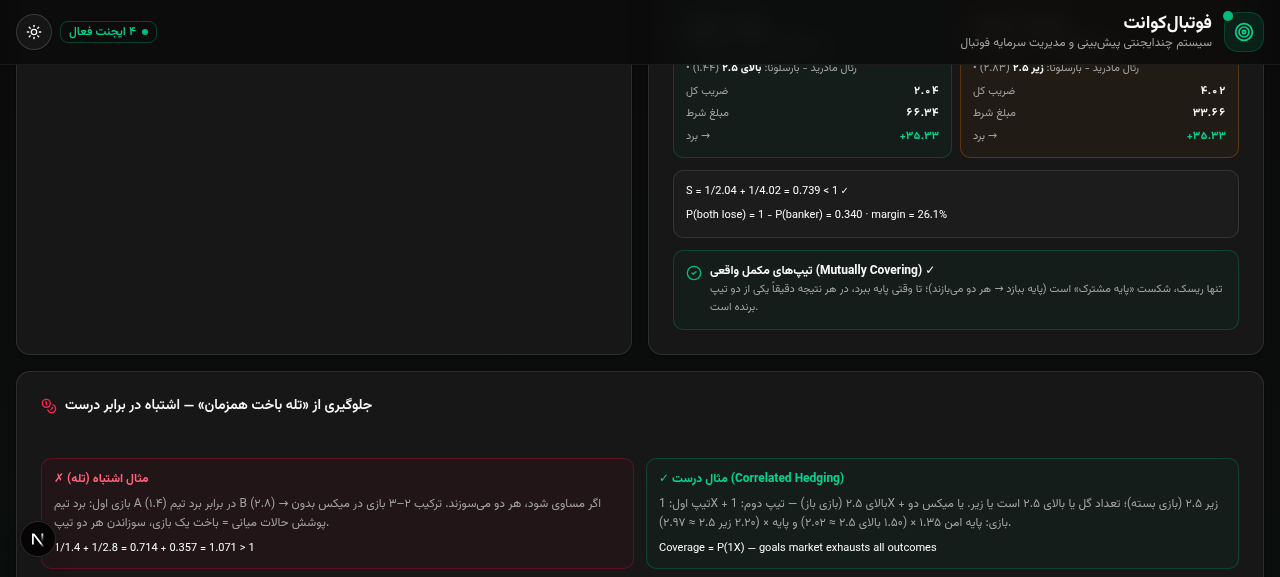 فوتبال‌کوانت
سیستم چندایجنتی پیش‌بینی و مدیریت سرمایه فوتبال
۴ ایجنت فعال
• رئال مادرید - بارسلونا: زیر ۲.۵ (۲.۸۳)
ضریب کل ۴.۰۲
مبلغ شرط ۳۳.۶۶
برد → +۳۵.۳۳
• رئال مادرید - بارسلونا: بالای ۲.۵ (۱.۴۴)
ضریب کل ۲.۰۴
مبلغ شرط ۶۶.۳۴
برد → +۳۵.۳۳
S = 1/2.04 + 1/4.02 = 0.739 < 1 ✓
P(both lose) = 1 − P(banker) = 0.340 · margin = 26.1%
تیپ‌های مکمل واقعی (Mutually Covering) ✓
تنها ریسک، شکست «پایه مشترک» است (پایه ببازد → هر دو می‌بازند)؛ تا وقتی پایه ببرد، در هر نتیجه دقیقاً یکی از دو تیپ
برنده است.
جلوگیری از «تله باخت همزمان» — اشتباه در برابر درست
✓ مثال درست (Correlated Hedging)
تیپ اول: 1X + بالای ۲.۵ (بازی باز) — تیپ دوم: 1X + زیر ۲.۵ (بازی بسته)؛ تعداد گل یا بالای ۲.۵ است یا زیر. یا میکس دو
بازی: پایه امن ۱.۳۵ × (۱.۵۰ بالای ۲.۵ ≈ ۲.۰۲) و پایه × (۲.۲۰ زیر ۲.۵ ≈ ۲.۹۷).
Coverage = P(1X) — goals market exhausts all outcomes
✗ مثال اشتباه (تله)
بازی اول: برد تیم A (۱.۴) در برابر برد تیم B (۲.۸) → اگر مساوی شود، هر دو می‌سوزند. ترکیب ۲–۳ بازی در میکس بدون
پوشش حالات میانی = باخت یک بازی، سوزاندن هر دو تیپ.
1/1.4 + 1/2.8 = 0.714 + 0.357 = 1.071 > 1
N